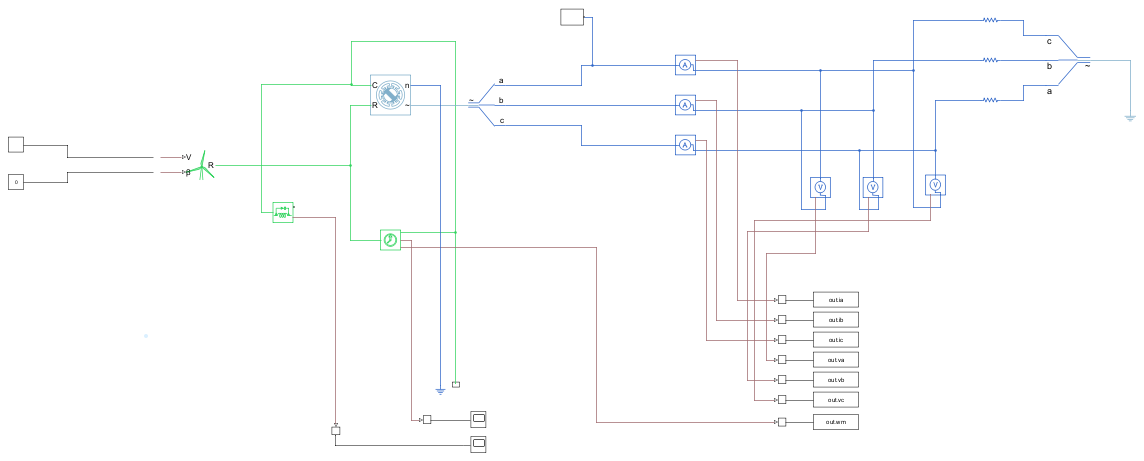 c
b
a
~
a
b
c
~
C
n
R
~
A
A
A
V
β
R
0
V
V
V
out.ia
out.ib
out.ic
out.va
out.vb
out.vc
out.wm